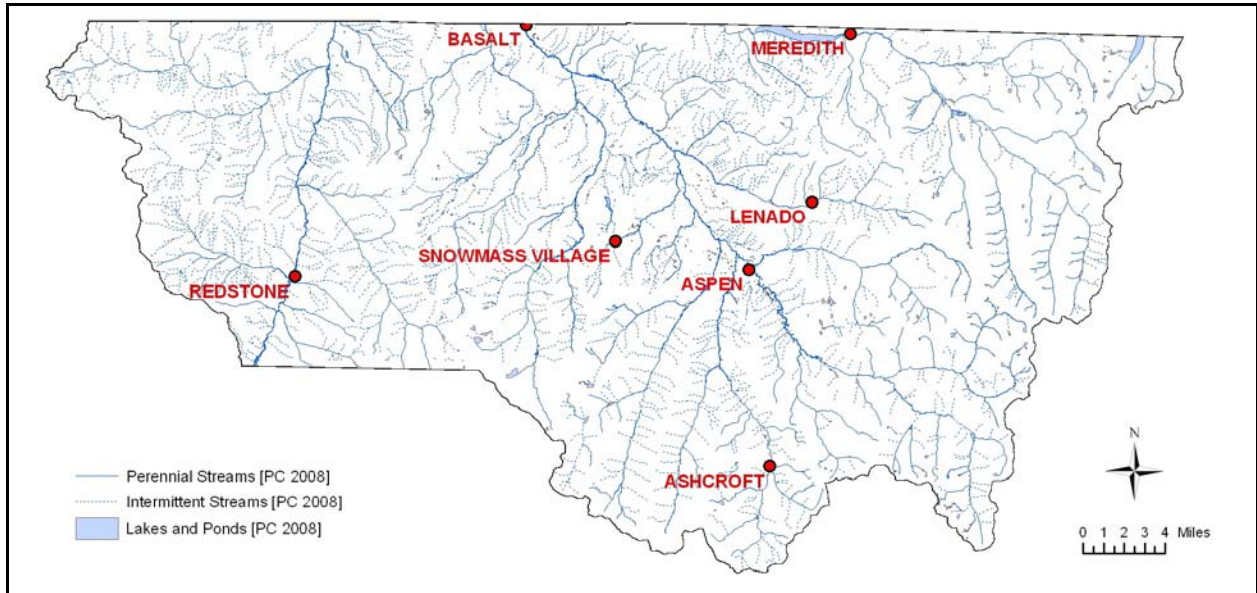 BASALT
MEREDITH
LENADO
SNOWMASS VILLAGE
ASPEN
REDSTONE
ASHCROFT
Perennial Streams [PC 2008]
Intermittent Streams [PC 2008]
Lakes and Ponds [PC 2008]
N
0 1 2 3 4 Miles